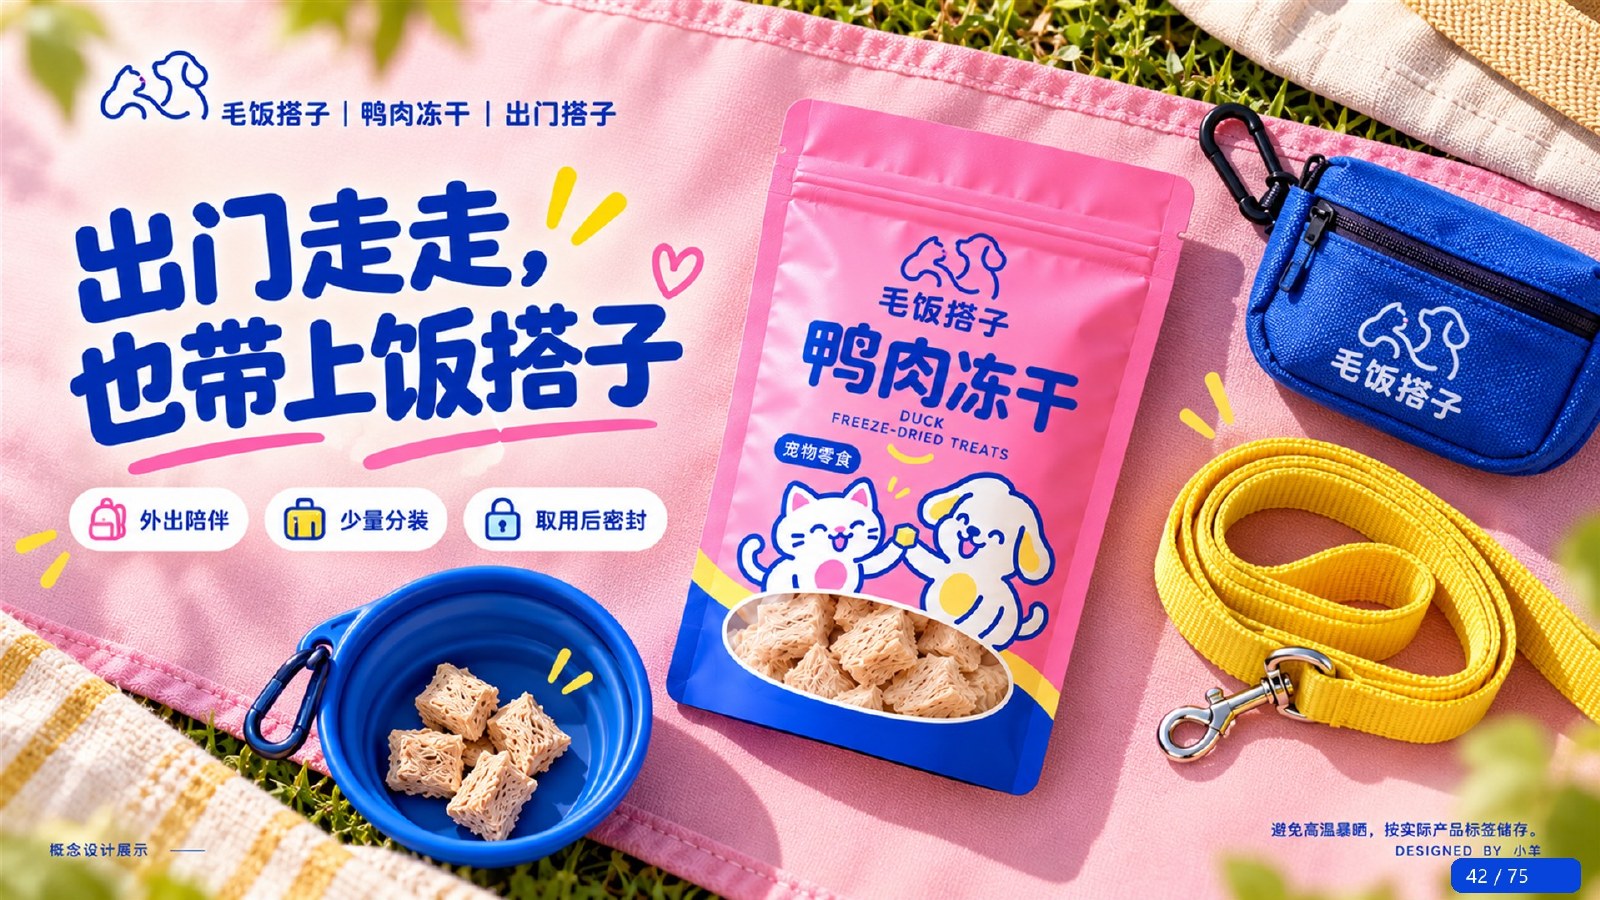 毛饭搭子 | 鸭肉冻干 | 出门搭子
出门走走，
也带上饭搭子
外出陪伴
少量分装
取用后密封
毛饭搭子
鸭肉冻干
DUCK
FREEZE-DRIED TREATS
宠物零食
毛饭搭子
概念设计展示
避免高温暴晒，按实际产品标签储存。
DESIGNED BY 小羊
42 / 75